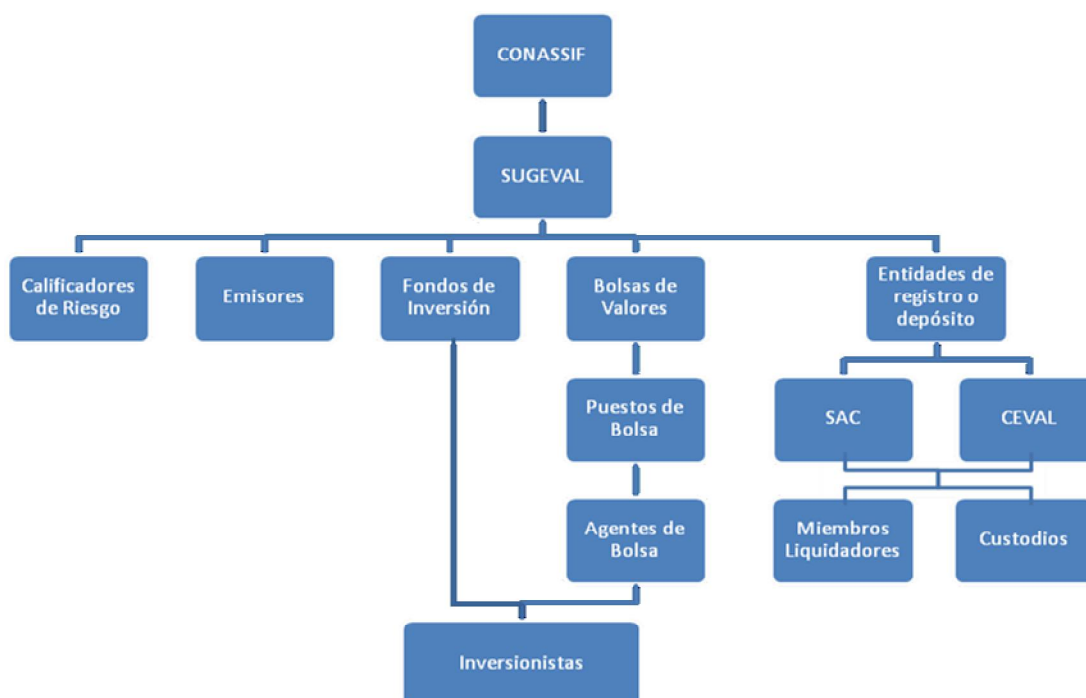 CONASSIF
SUGEVAL
Calificadores
de Riesgo
Emisores
Fondos de
Inversión
Bolsas de
Valores
Entidades de
registro o
depósito
Puestos de
Bolsa
SAC
CEVAL
Agentes de
Bolsa
Miembros
Liquidadores
Custodios
Inversionistas